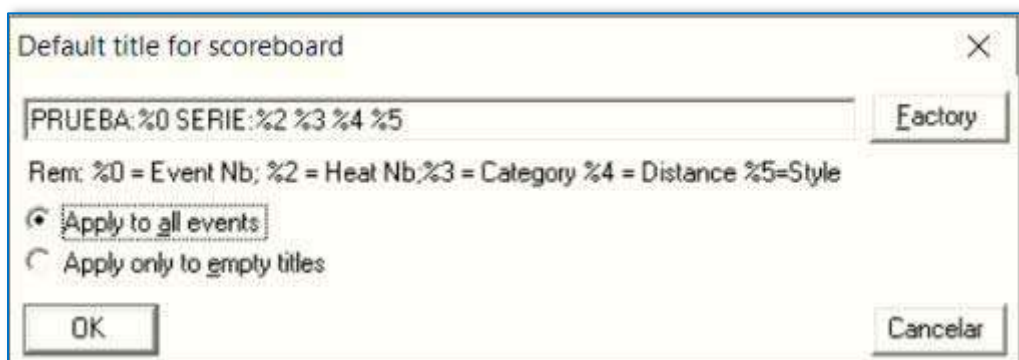 Default title for scoreboard
PRUEBA:%0 SERIE:%2 %3 %4 %5
Factory
Rem: %0 = Event Nb; %2 = Heat Nb;%3 = Category %4 = Distance %5=Style
Apply to all events
Apply only to empty titles
OK
Cancelar